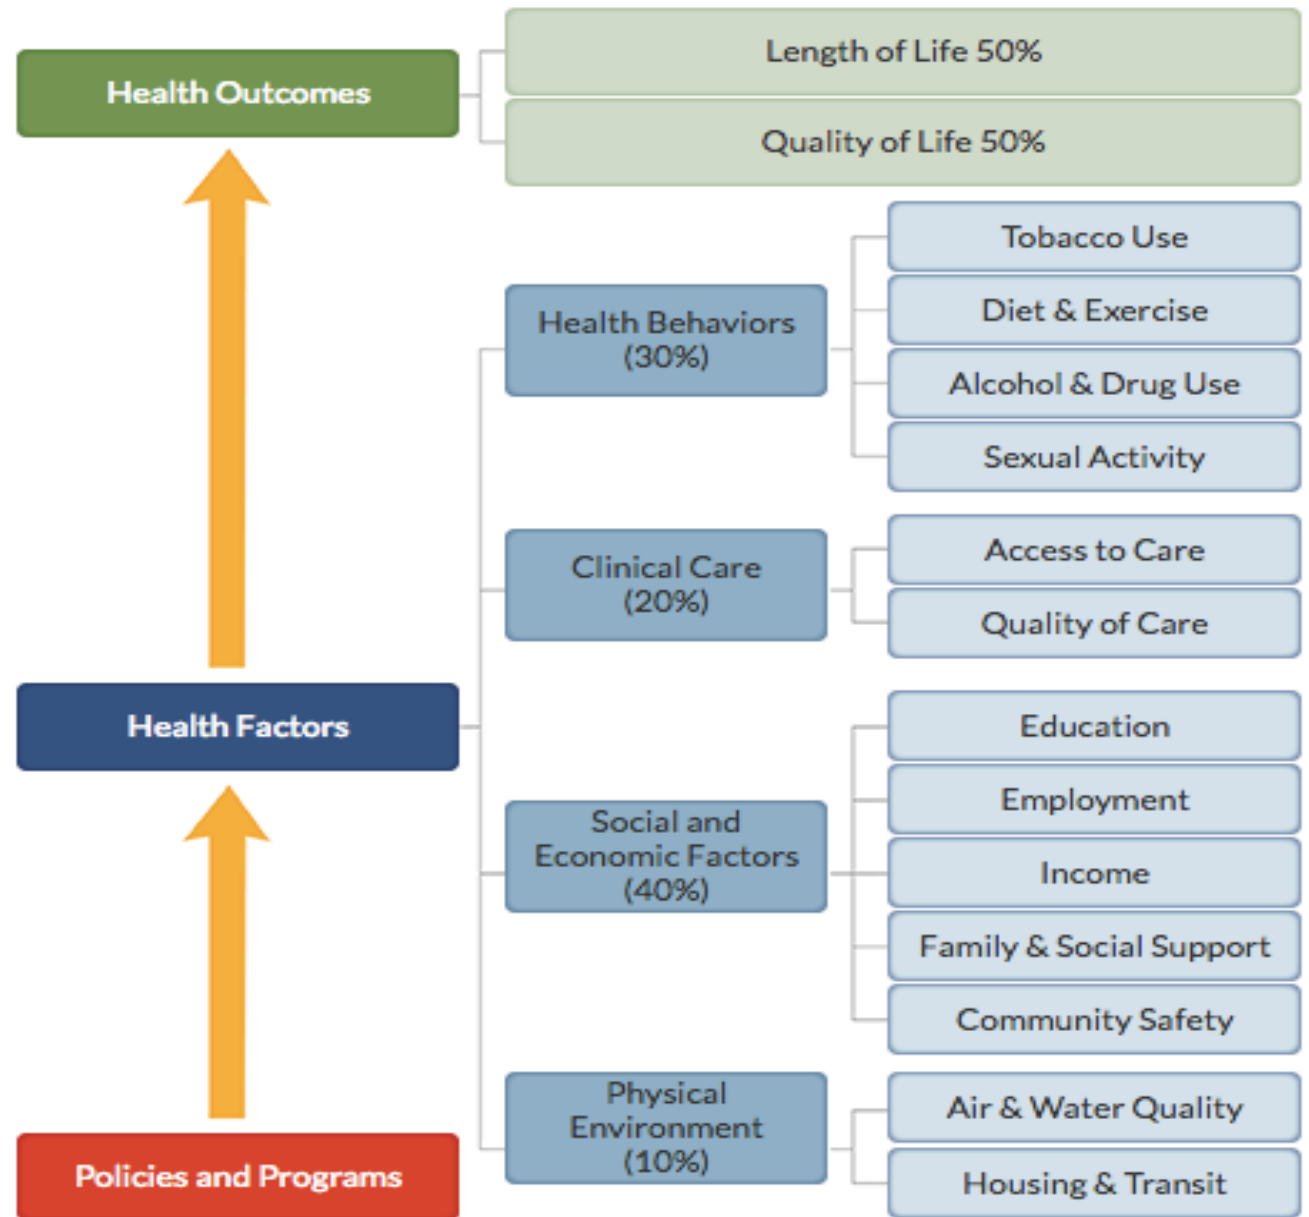 Health Outcomes
Length of Life 50%
Quality of Life 50%
Health Factors
Health Behaviors
(30%)
Tobacco Use
Diet & Exercise
Alcohol & Drug Use
Sexual Activity
Clinical Care
(20%)
Access to Care
Quality of Care
Social and
Economic Factors
(40%)
Education
Employment
Income
Family & Social Support
Community Safety
Physical
Environment
(10%)
Air & Water Quality
Housing & Transit
Policies and Programs